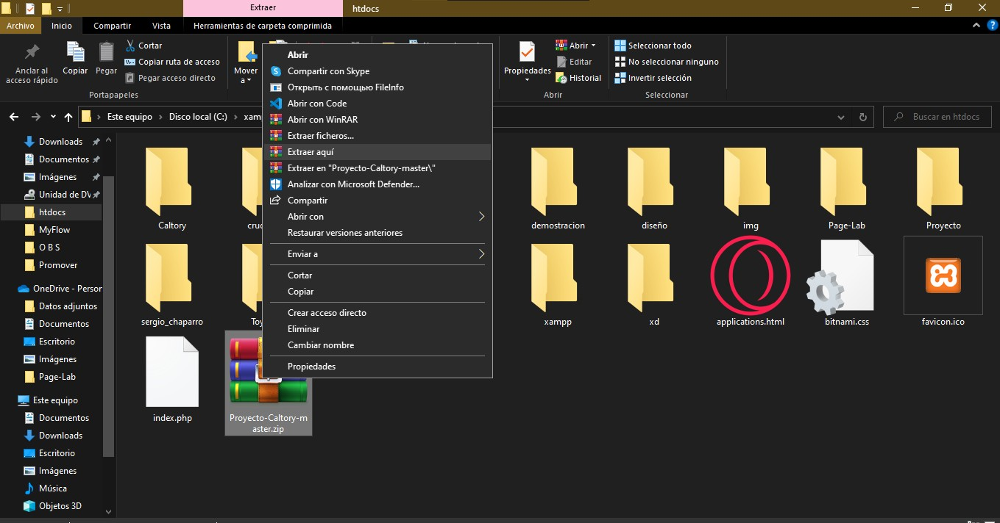 Extraer
htdocs
Archivo
Inicio
Compartir
Vista
Herramientas de carpeta comprimida
Anclar al
acceso rápido
Copiar
Pegar
Cortar
Copiar ruta de acceso
Pegar acceso directo
Portapapeles
Mover
a
Propiedades
Abrir
Editar
Historial
Abrir
Seleccionar todo
No seleccionar ninguno
Invertir selección
Seleccionar
Este equipo
Disco local (C:)
xam
Buscar en htdocs
Downloads
Documentos
Imágenes
Unidad de DV
htdocs
MyFlow
O B S
Promover
OneDrive - Person
Datos adjuntos
Documentos
Escritorio
Imágenes
Page-Lab
Este equipo
Documentos
Downloads
Escritorio
Imágenes
Música
Objetos 3D
Abrir
Compartir con Skype
Открыть с помощью FileInfo
Abrir con Code
Abrir con WinRAR
Extraer ficheros...
Extraer aquí
Extraer en "Proyecto-Caltory-master\"
Analizar con Microsoft Defender...
Compartir
Abrir con
Restaurar versiones anteriores
Enviar a
Cortar
Copiar
Crear acceso directo
Eliminar
Cambiar nombre
Propiedades
Caltory
cruc
demostracion
diseño
img
Page-Lab
Proyecto
sergio_chaparro
Toy
xampp
xd
applications.html
bitnami.css
favicon.ico
index.php
Proyecto-Caltory-m
aster.zip